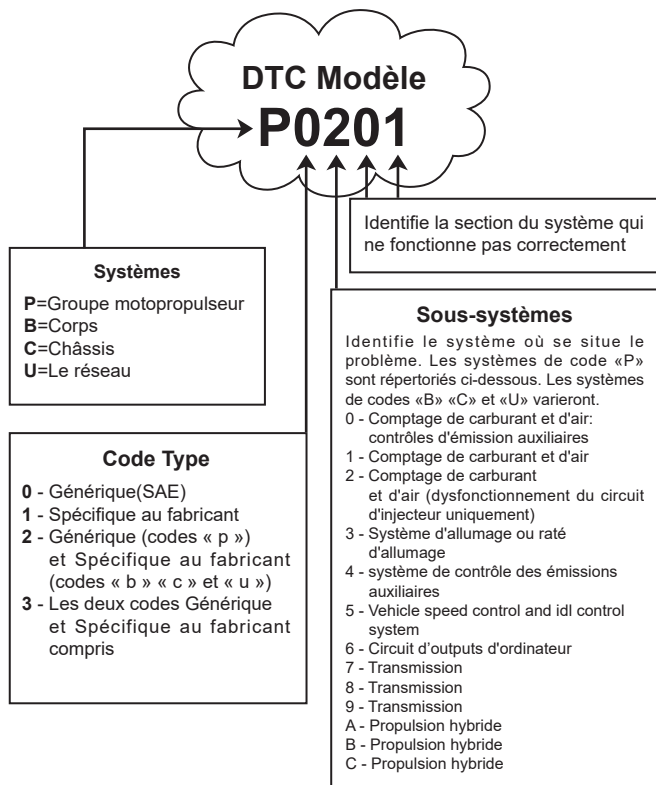 DTC Modèle
P0201
Identifie la section du système qui
ne fonctionne pas correctement
Systèmes
P=Groupe motopropulseur
B=Corps
C=Châssis
U=Le réseau
Code Type
0 - Générique(SAE)
1 - Spécifique au fabricant
2 - Générique (codes « p »)
et Spécifique au fabricant
(codes « b » « c » et « u »)
3 - Les deux codes Générique
et Spécifique au fabricant
compris
Sous-systèmes
Identifie le système où se situe le
problème. Les systèmes de code «P»
sont répertoriés ci-dessous. Les systèmes
de codes «B» «C» et «U» varieront.
0 - Comptage de carburant et d'air:
contrôles d'émission auxiliaires
1 - Comptage de carburant et d'air
2 - Comptage de carburant
et d'air (dysfonctionnement du circuit
d'injecteur uniquement)
3 - Système d'allumage ou raté
d'allumage
4 - système de contrôle des émissions
auxiliaires
5 - Vehicle speed control and idl control
system
6 - Circuit d’outputs d'ordinateur
7 - Transmission
8 - Transmission
9 - Transmission
A - Propulsion hybride
B - Propulsion hybride
C - Propulsion hybride